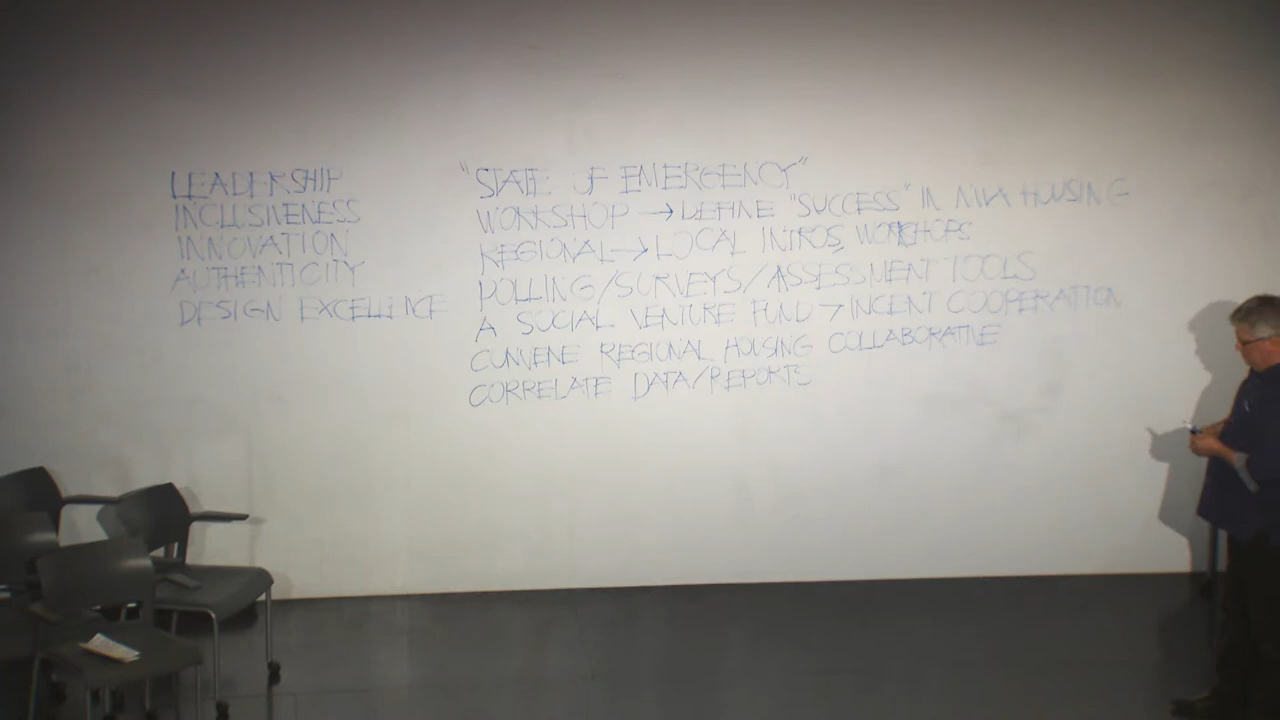 LEADERSHIP
INCLUSIVENESS
INNOVATION
AUTHENTICITY
DESIGN EXCELLENCE
"STATE OF EMERGENCY"
WORKSHOP → DEFINE "SUCCESS" IN NWA HOUSING
REGIONAL → LOCAL INTROS, WORKSHOPS
POLLING/SURVEYS/ASSESSMENT TOOLS
A SOCIAL VENTURE FUND → INCENT COOPERATION
CONVENE REGIONAL HOUSING COLLABORATIVE
CORRELATE DATA/REPORTS